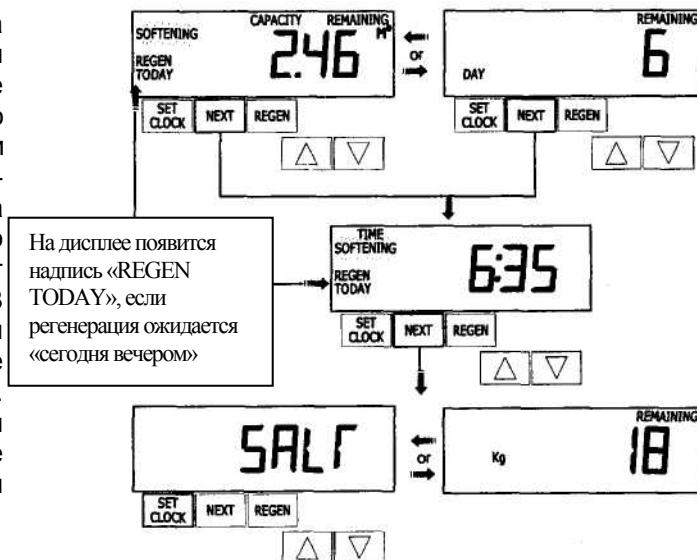 CAPACITY REMAINING
SOFTENING 2.46 M³
REGEN
TODAY
SET
CLOCK NEXT REGEN
or
REMAINING
6
DAY
SET
CLOCK NEXT REGEN
На дисплее появится
надпись «REGEN
TODAY», если
регенерация ожидается
«сегодня вечером»
TIME
SOFTENING
REGEN
TODAY
6:35
SET
CLOCK NEXT REGEN
SALT
SET
CLOCK NEXT REGEN
or
REMAINING
Kg 18